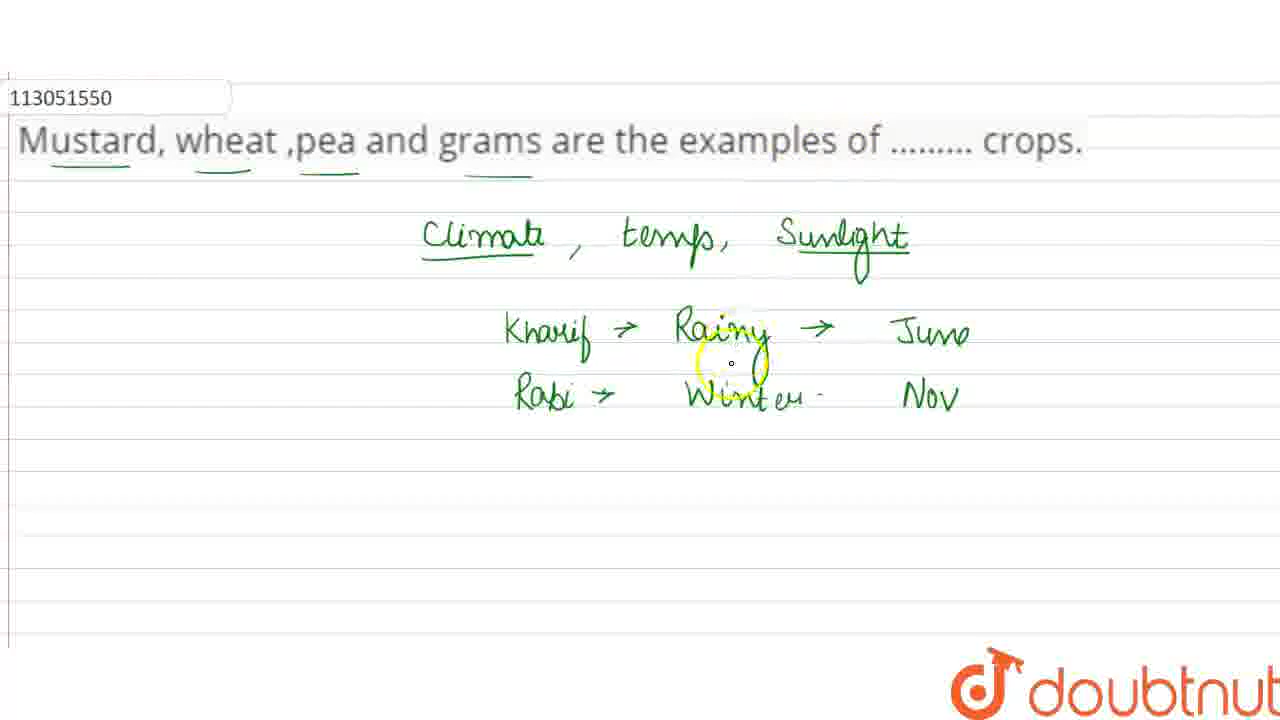 113051550
Mustard, wheat ,pea and grams are the examples of ......... crops.
Climate, temp, Sunlight
Kharif → Rainy → June
Rabi → Winter Nov
doubtnut